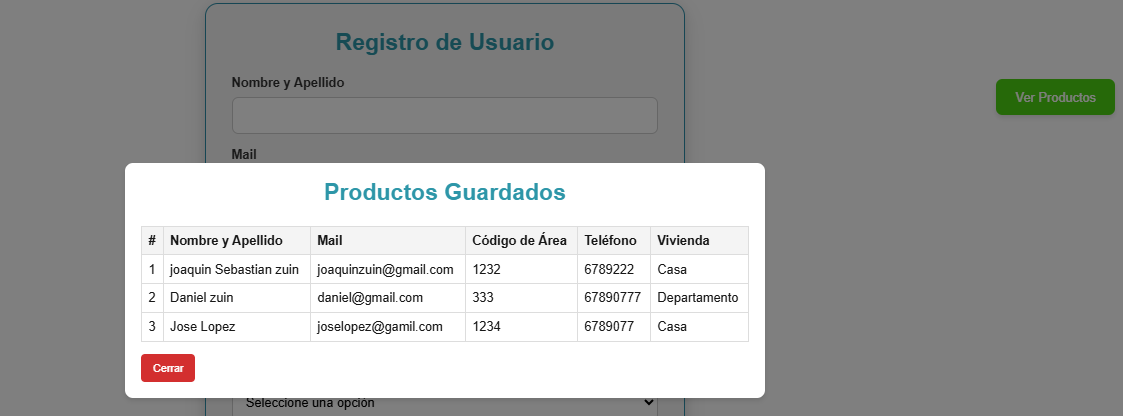 Registro de Usuario
Nombre y Apellido
Ver Productos
Mail
Productos Guardados
# Nombre y Apellido Mail Código de Área Teléfono Vivienda
1 joaquin Sebastian zuin joaquinzuin@gmail.com 1232 6789222 Casa
2 Daniel zuin daniel@gmail.com 333 67890777 Departamento
3 Jose Lopez joselopez@gamil.com 1234 6789077 Casa
Cerrar
Seleccione una opción